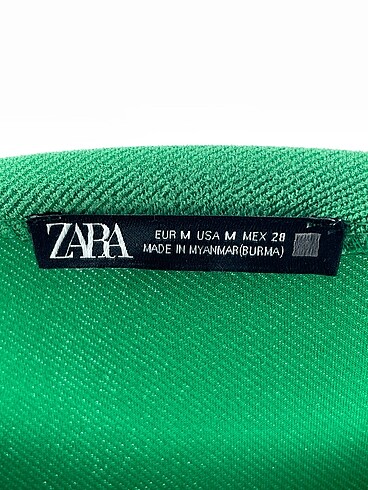 ZARA
EUR M USA M MEX 28
MADE IN MYANMAR(BURMA)